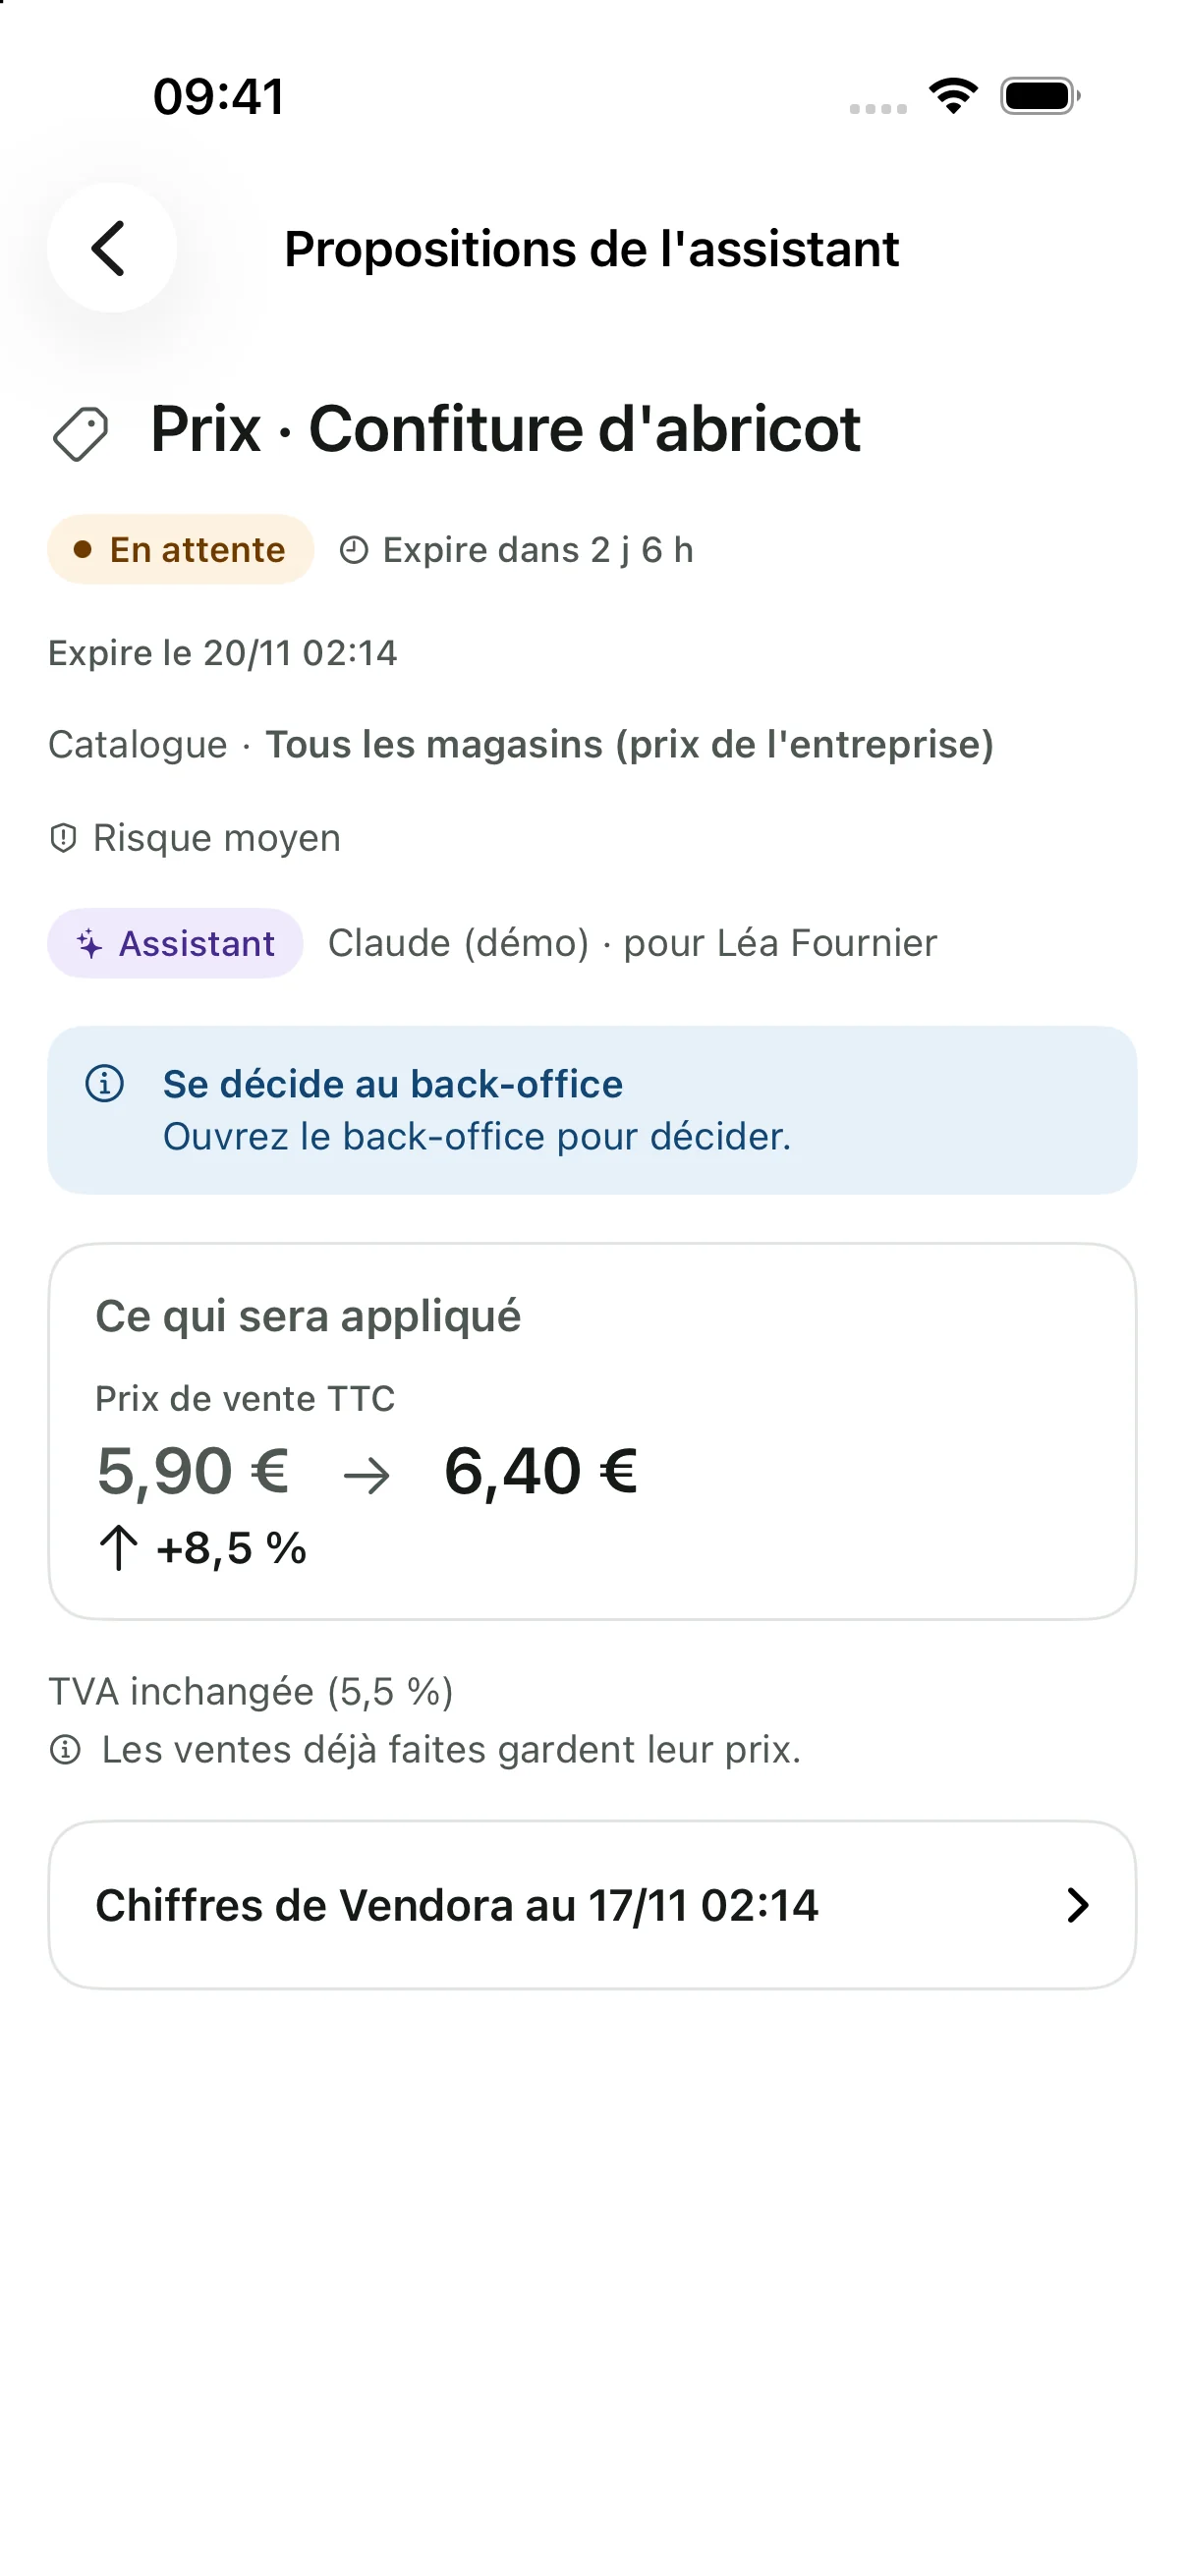 09:41
Propositions de l'assistant
Prix · Confiture d'abricot
En attente
Expire dans 2 j 6 h
Expire le 20/11 02:14
Catalogue · Tous les magasins (prix de l'entreprise)
Risque moyen
Assistant
Claude (démo) · pour Léa Fournier
Se décide au back-office
Ouvrez le back-office pour décider.
Ce qui sera appliqué
Prix de vente TTC
5,90 € → 6,40 €
↑ +8,5 %
TVA inchangée (5,5 %)
Les ventes déjà faites gardent leur prix.
Chiffres de Vendora au 17/11 02:14